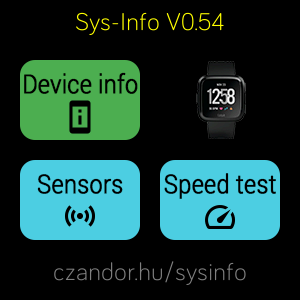 Sys-Info V0.54
Device info
12:58
Sensors
Speed test
czandor.hu/sysinfo